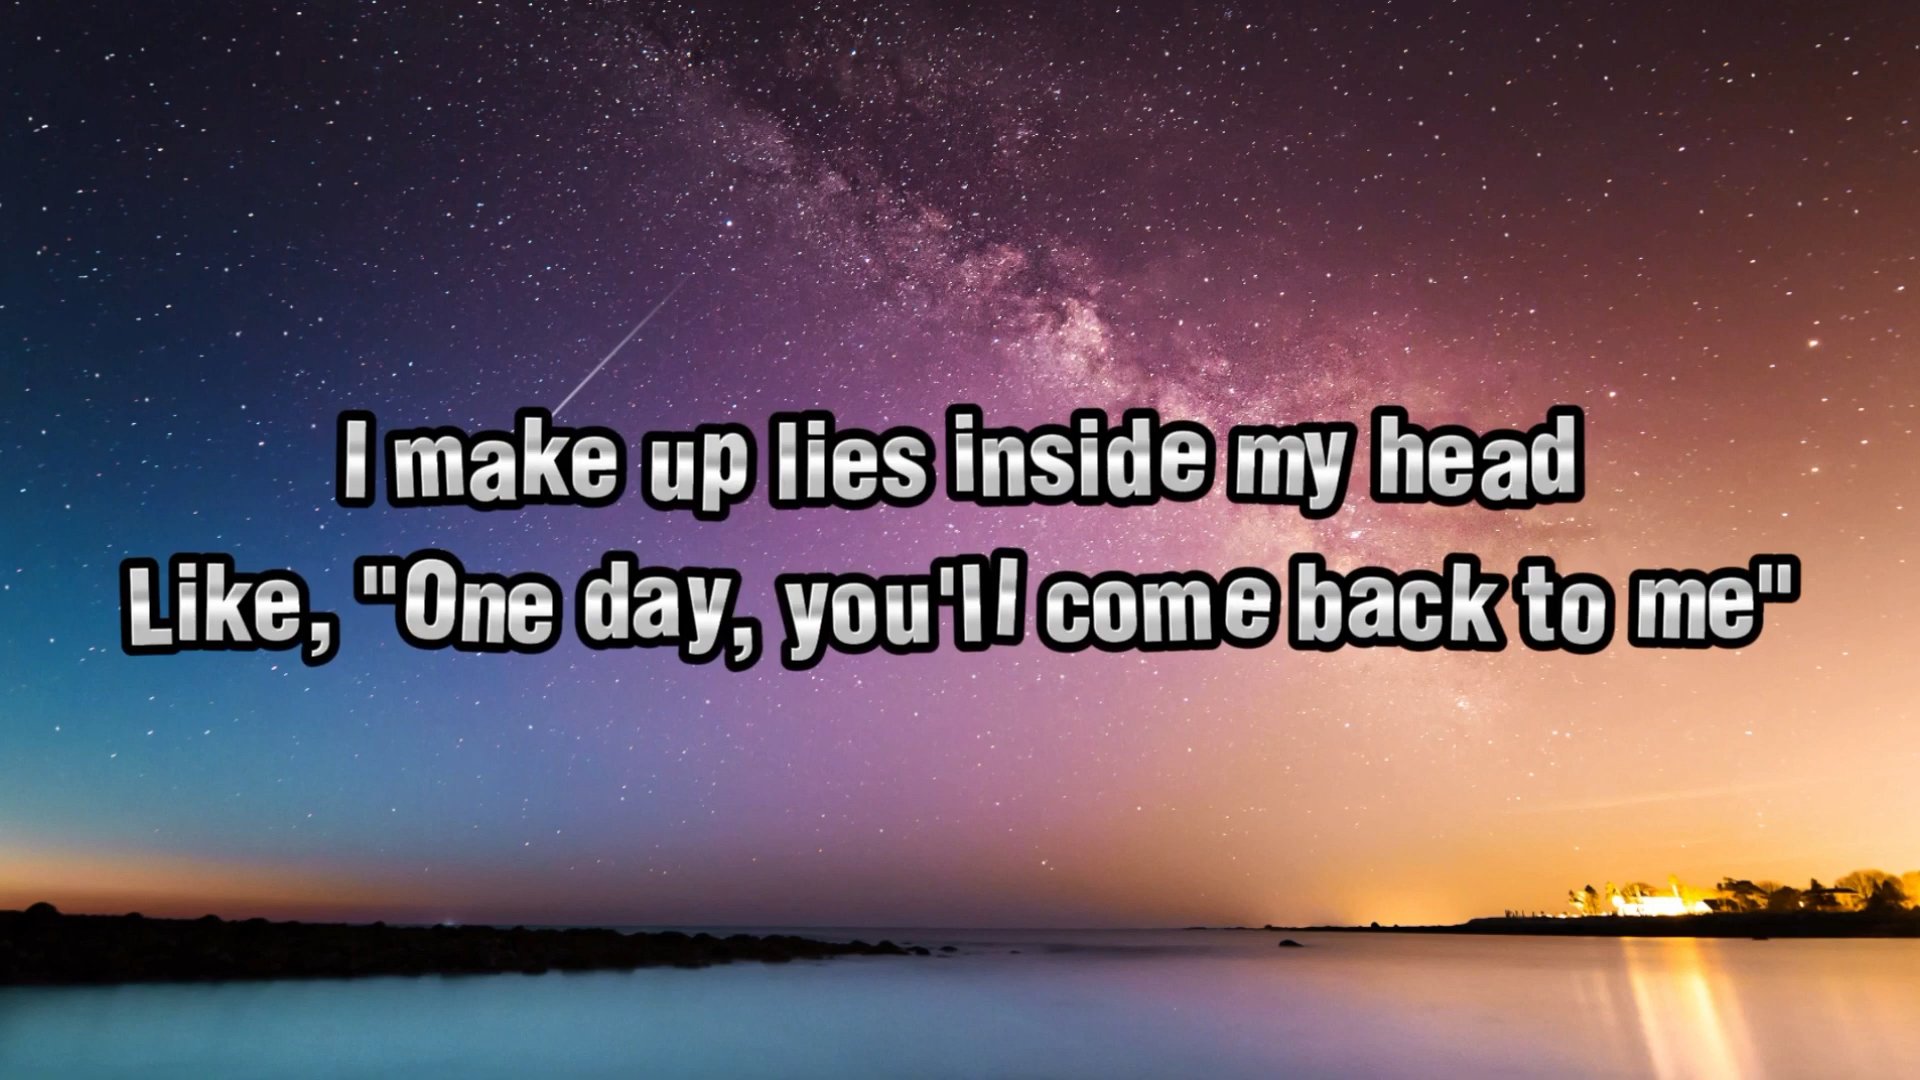 I make up lies inside my head
Like, "One day, you'll come back to me"